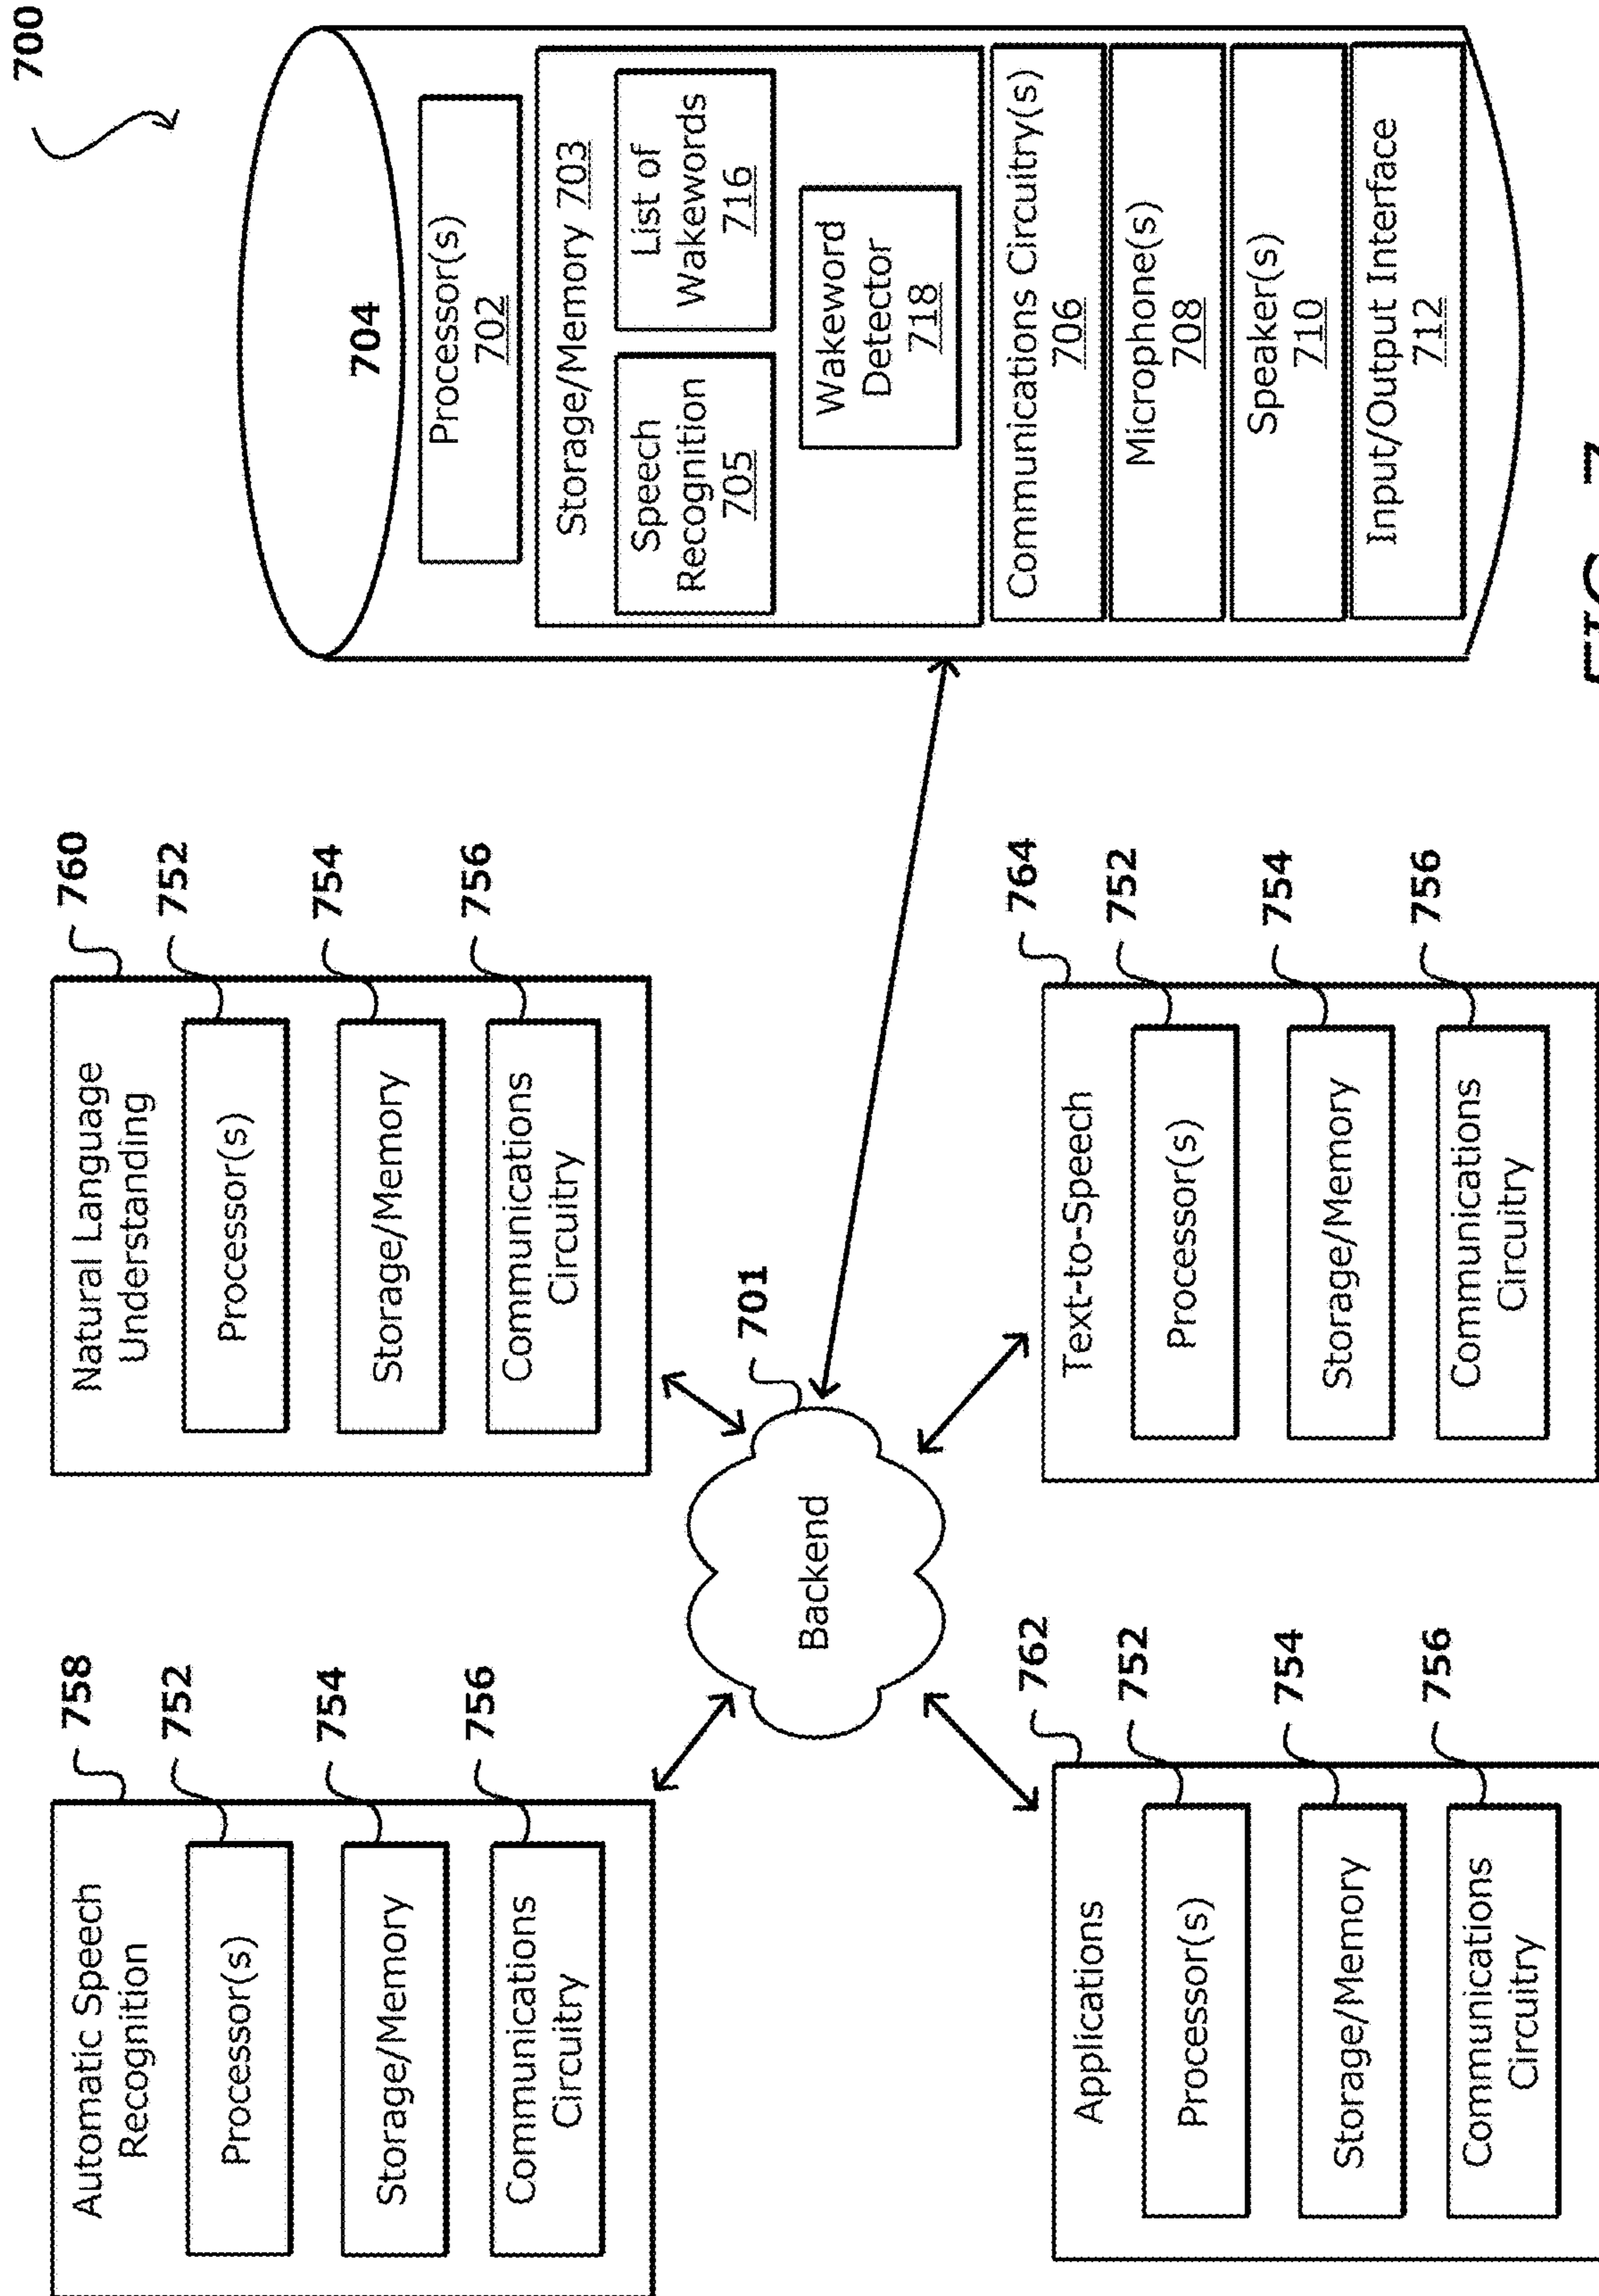 700
Automatic Speech
Recognition
758
Processor(s)
752
Storage/Memory
754
Communications
Circuitry
756
Natural Language
Understanding
760
Processor(s)
752
Storage/Memory
754
Communications
Circuitry
756
Backend
701
Applications
762
Processor(s)
752
Storage/Memory
754
Communications
Circuitry
756
Text-to-Speech
764
Processor(s)
752
Storage/Memory
754
Communications
Circuitry
756
704
Processor(s)
702
Storage/Memory 703
Speech
Recognition
705
List of
Wakewords
716
Wakeword
Detector
718
Communications Circuitry(s)
706
Microphone(s)
708
Speaker(s)
710
Input/Output Interface
712